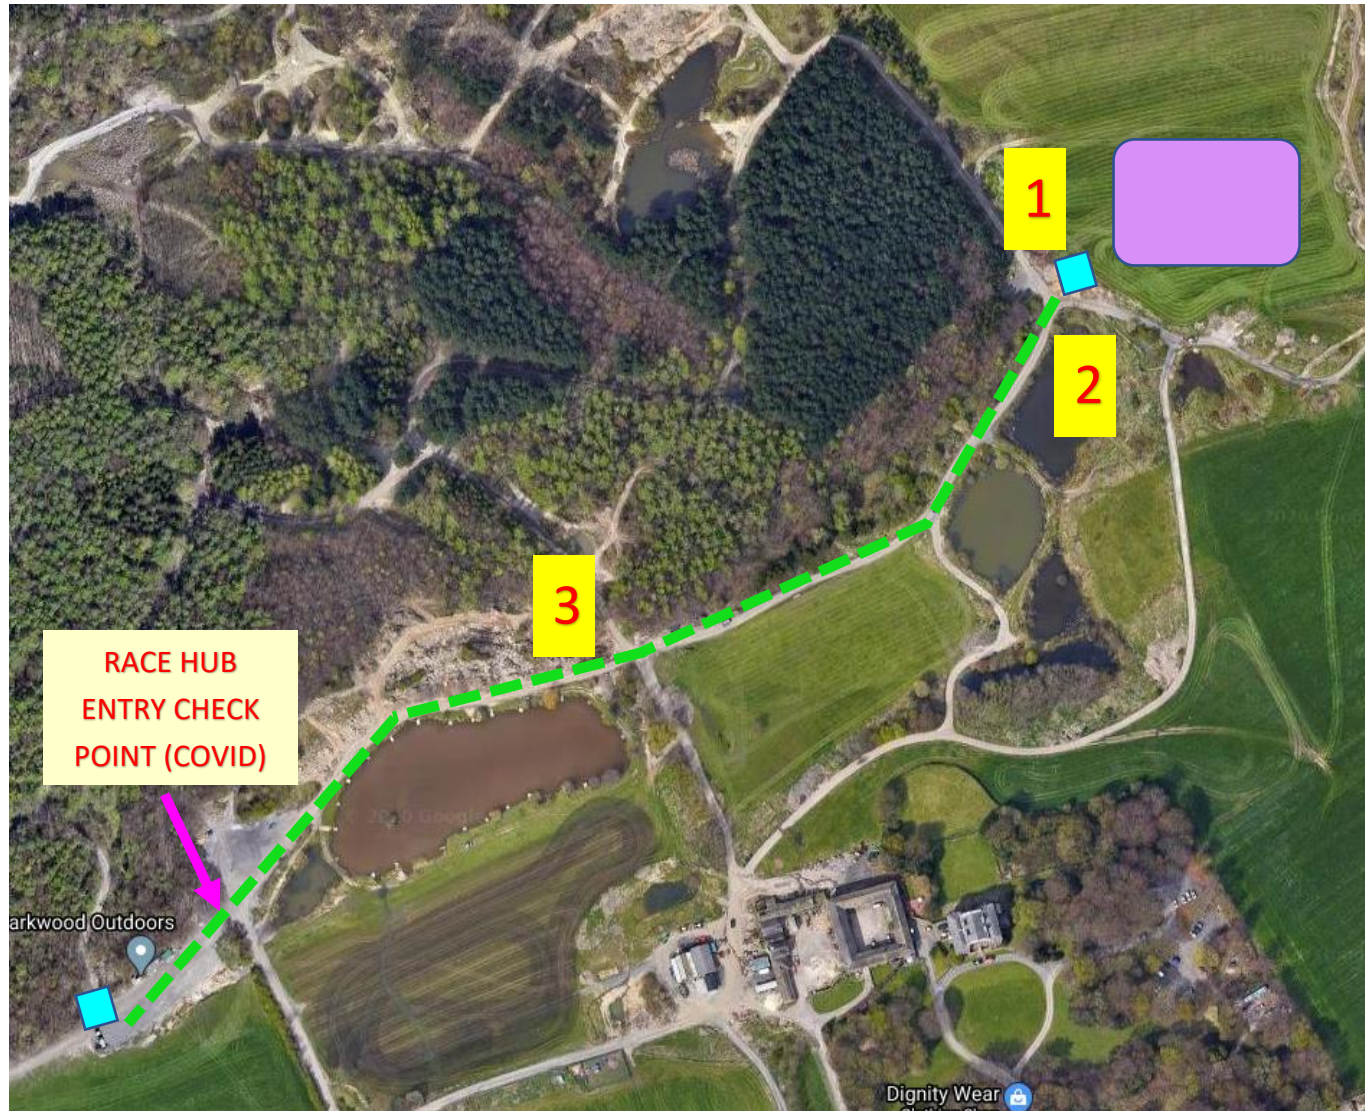 1
2
3
RACE HUB
ENTRY CHECK
POINT (COVID)
arkwood Outdoors
Dignity Wear